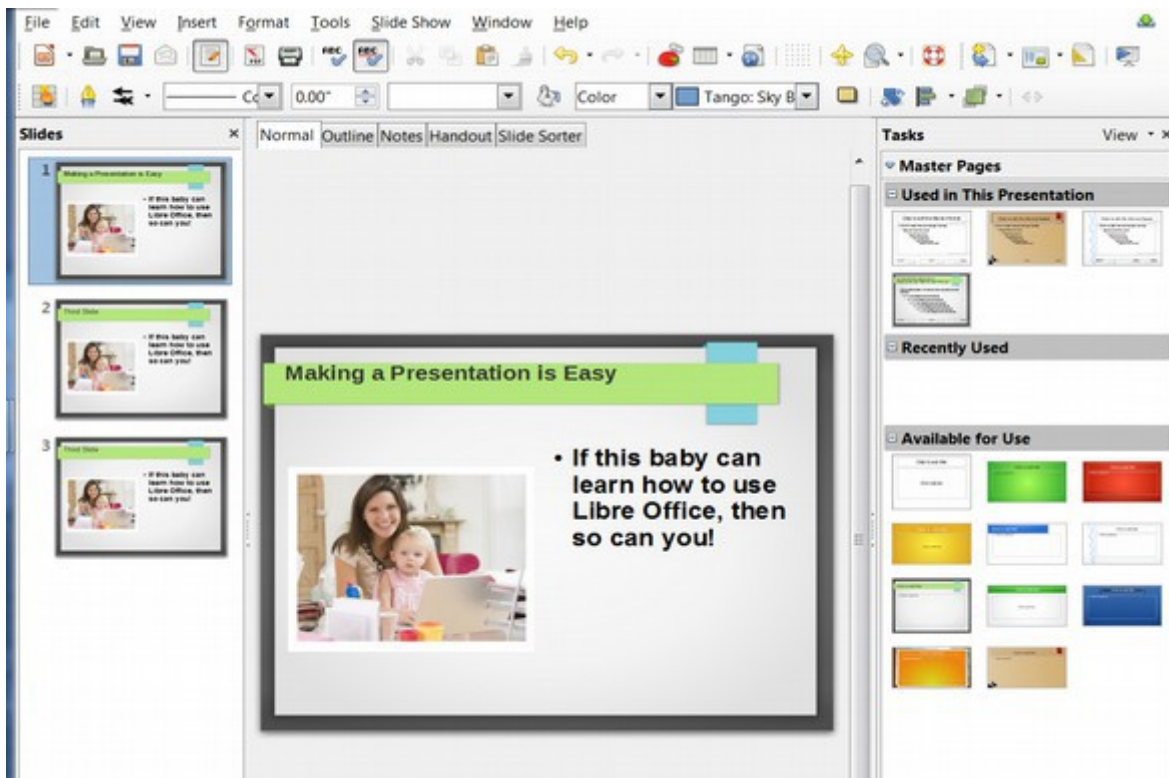 File Edit View Insert Format Tools Slide Show Window Help
0.00" Color Tango: Sky B
Slides
Normal Outline Notes Handout Slide Sorter
Tasks View
1
Making a Presentation is Easy
• If this baby can
learn how to use
Libre Office, then
so can you!
2
Third Slide
• If this baby can
learn how to use
Libre Office, then
so can you!
3
Third Slide
• If this baby can
learn how to use
Libre Office, then
so can you!
Making a Presentation is Easy
• If this baby can
learn how to use
Libre Office, then
so can you!
Master Pages
Used in This Presentation
Recently Used
Available for Use